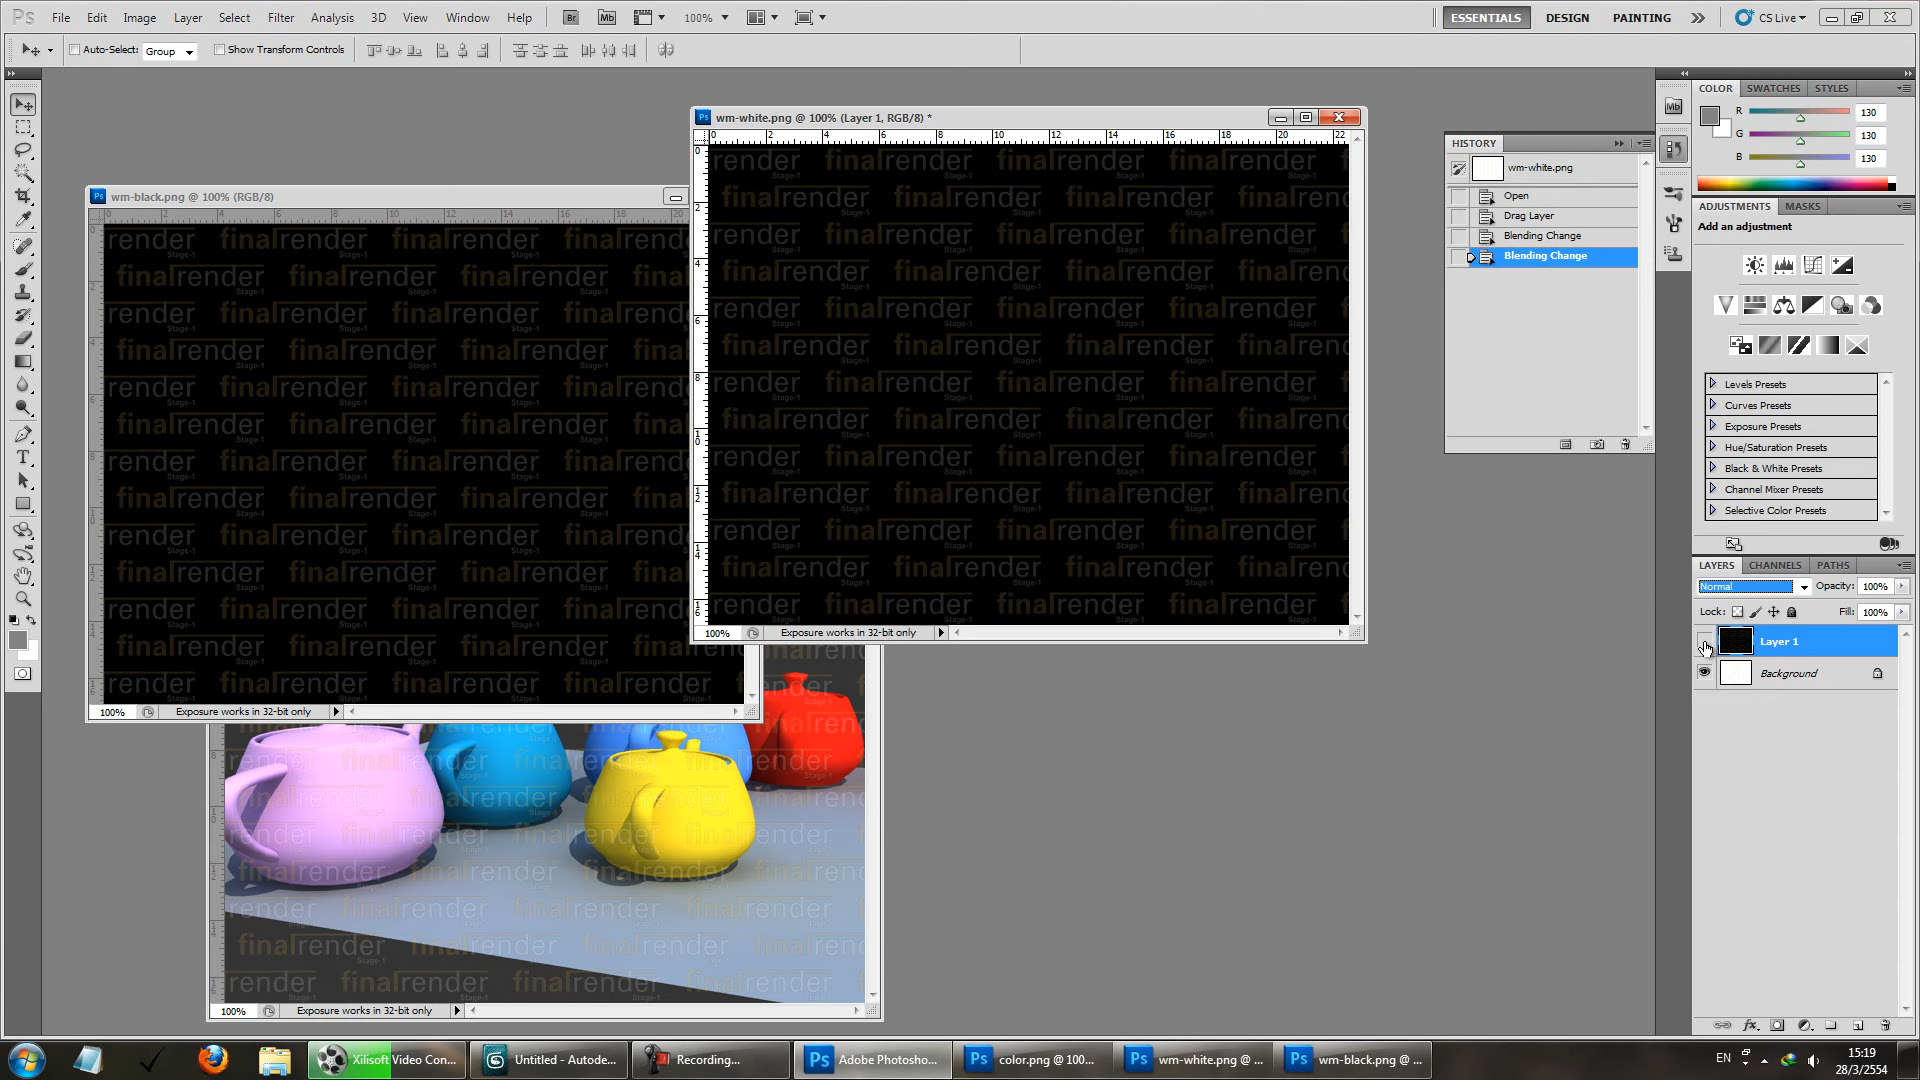 Ps File Edit Image Layer Select Filter Analysis 3D View Window Help Br Mb 100% ESSENTIALS DESIGN PAINTING CS Live
Auto-Select: Group Show Transform Controls
wm-white.png @ 100% (Layer 1, RGB/8) *
wm-black.png @ 100% (RGB/8)
finalrender
Stage-1
100% Exposure works in 32-bit only
100% Exposure works in 32-bit only
100% Exposure works in 32-bit only
HISTORY
wm-white.png
Open
Drag Layer
Blending Change
Blending Change
COLOR SWATCHES STYLES
R 130
G 130
B 130
ADJUSTMENTS MASKS
Add an adjustment
Levels Presets
Curves Presets
Exposure Presets
Hue/Saturation Presets
Black & White Presets
Channel Mixer Presets
Selective Color Presets
LAYERS CHANNELS PATHS
Normal Opacity: 100%
Lock: Fill: 100%
Layer 1
Background
Xilisoft Video Con... Untitled - Autode... Recording... Adobe Photosho... color.png @ 100... wm-white.png @ ... wm-black.png @ ... EN 15:19
28/3/2554